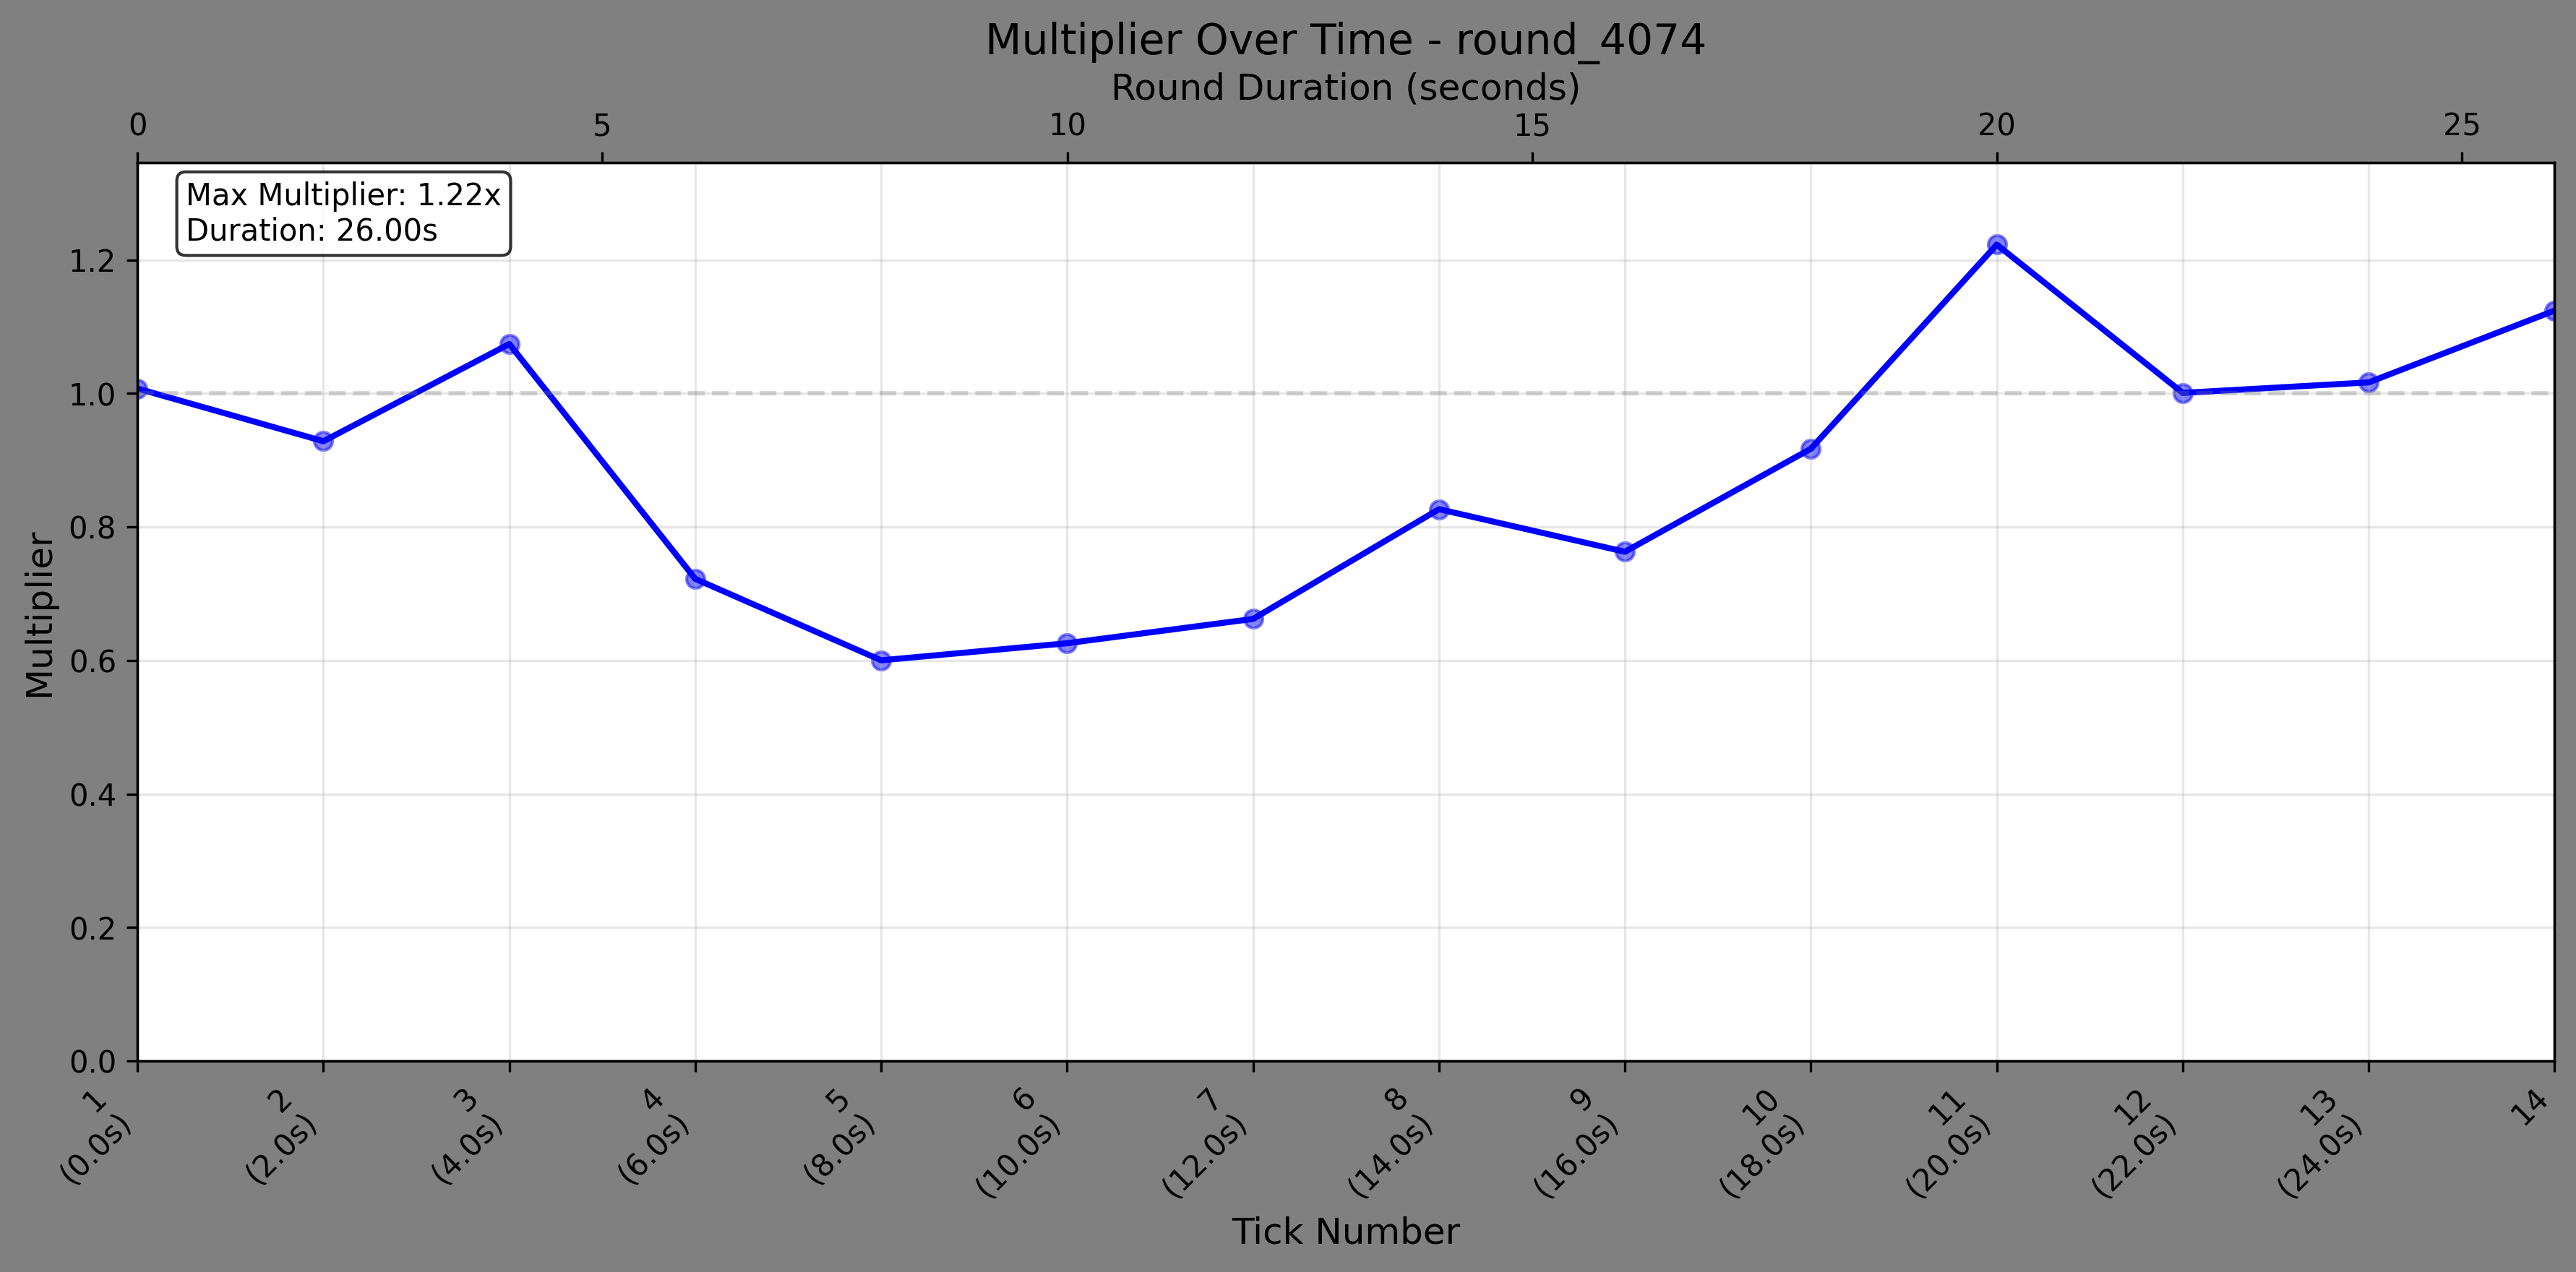 Multiplier Over Time - round_4074
Round Duration (seconds)
0 5 10 15 20 25
Max Multiplier: 1.22x
Duration: 26.00s
Multiplier
1.2
1.0
0.8
0.6
0.4
0.2
0.0
1
(0.0s)
2
(2.0s)
3
(4.0s)
4
(6.0s)
5
(8.0s)
6
(10.0s)
7
(12.0s)
8
(14.0s)
9
(16.0s)
10
(18.0s)
11
(20.0s)
12
(22.0s)
13
(24.0s)
14
Tick Number